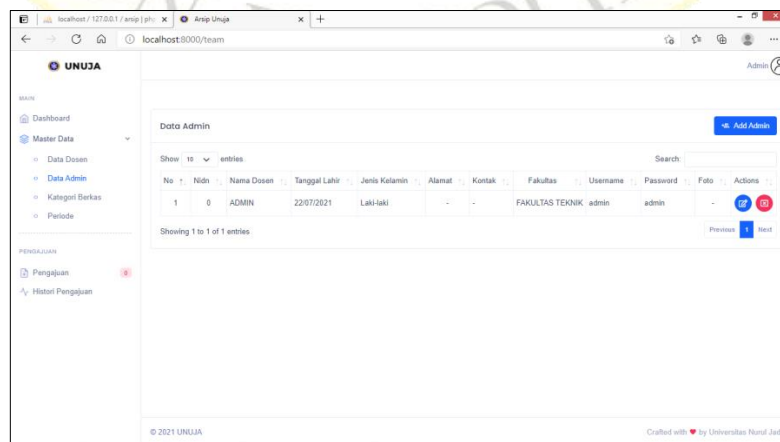 localhost / 127.0.0.1 / arsip | php
Arsip Unuja
localhost:8000/team
UNUJA
Admin
MAIN
Dashboard
Master Data
Data Dosen
Data Admin
Kategori Berkas
Periode
PENGAJUAN
Pengajuan 0
Histori Pengajuan
Data Admin
Add Admin
Show 10 entries
Search:
No Nidn Nama Dosen Tanggal Lahir Jenis Kelamin Alamat Kontak Fakultas Username Password Foto Actions
1 0 ADMIN 22/07/2021 Laki-laki - - FAKULTAS TEKNIK admin admin -
Showing 1 to 1 of 1 entries
Previous 1 Next
© 2021 UNUJA
Crafted with ♥ by Universitas Nurul Jad